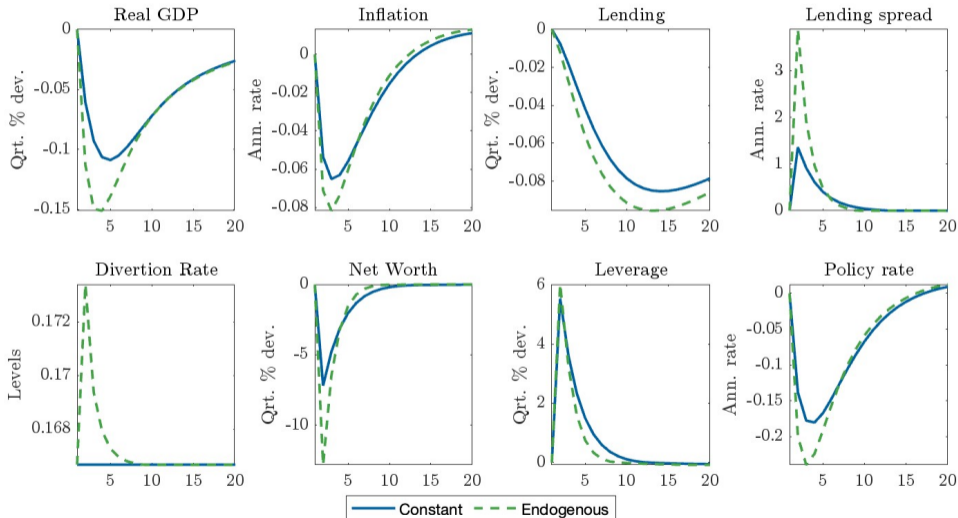 Real GDP
Inflation
Lending
Lending spread
Qrt. % dev.
0
-0.05
-0.1
-0.15
5 10 15 20
Ann. rate
0
-0.02
-0.04
-0.06
-0.08
5 10 15 20
Qrt. % dev.
0
-0.02
-0.04
-0.06
-0.08
5 10 15 20
Ann. rate
3
2
1
0
5 10 15 20
Divertion Rate
Net Worth
Leverage
Policy rate
Levels
0.172
0.17
0.168
5 10 15 20
Qrt. % dev.
0
-5
-10
5 10 15 20
Qrt. % dev.
6
4
2
0
5 10 15 20
Ann. rate
0
-0.05
-0.1
-0.15
-0.2
5 10 15 20
Constant Endogenous